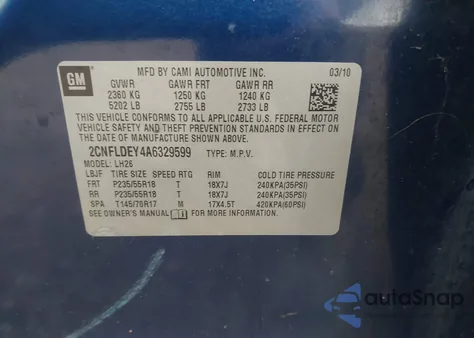 GM
MFD BY CAMI AUTOMOTIVE INC. 03/10
GVWR GAWR FRT GAWR RR
2360 KG 1250 KG 1240 KG
5202 LB 2755 LB 2733 LB
THIS VEHICLE CONFORMS TO ALL APPLICABLE U.S. FEDERAL MOTOR
VEHICLE SAFETY, BUMPER, AND THEFT PREVENTION STANDARDS IN EFFECT ON THE
DATE OF MANUFACTURE SHOWN ABOVE.
2CNFLDEY4A6329599 TYPE: M.P.V.
MODEL: LH26
LBJF TIRE SIZE SPEED RTG RIM COLD TIRE PRESSURE
FRT P235/55R18 T 18X7J 240KPA(35PSI)
RR P235/55R18 T 18X7J 240KPA(35PSI)
SPA T145/70R17 M 17X4.5T 420KPA(60PSI)
SEE OWNER'S MANUAL FOR MORE INFORMATION.
autoSnap